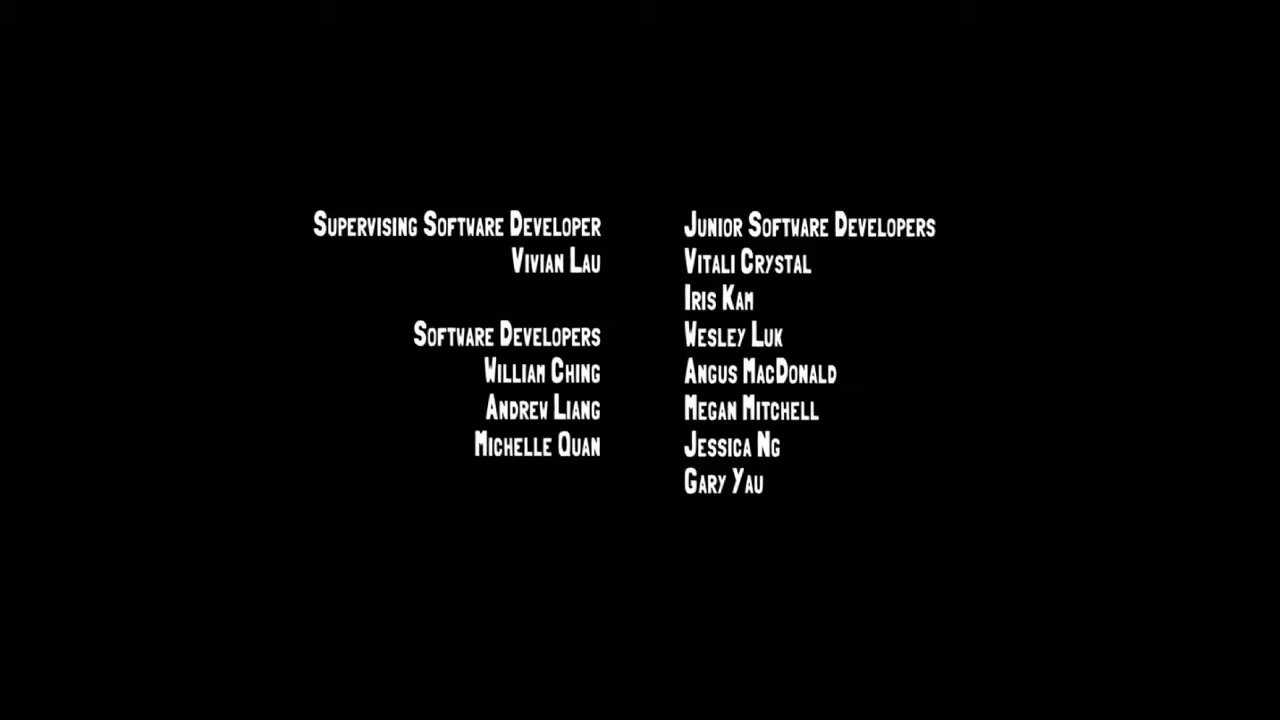 Supervising Software Developer
Vivian Lau
Software Developers
William Ching
Andrew Liang
Michelle Quan
Junior Software Developers
Vitali Crystal
Iris Kam
Wesley Luk
Angus MacDonald
Megan Mitchell
Jessica Ng
Gary Yau